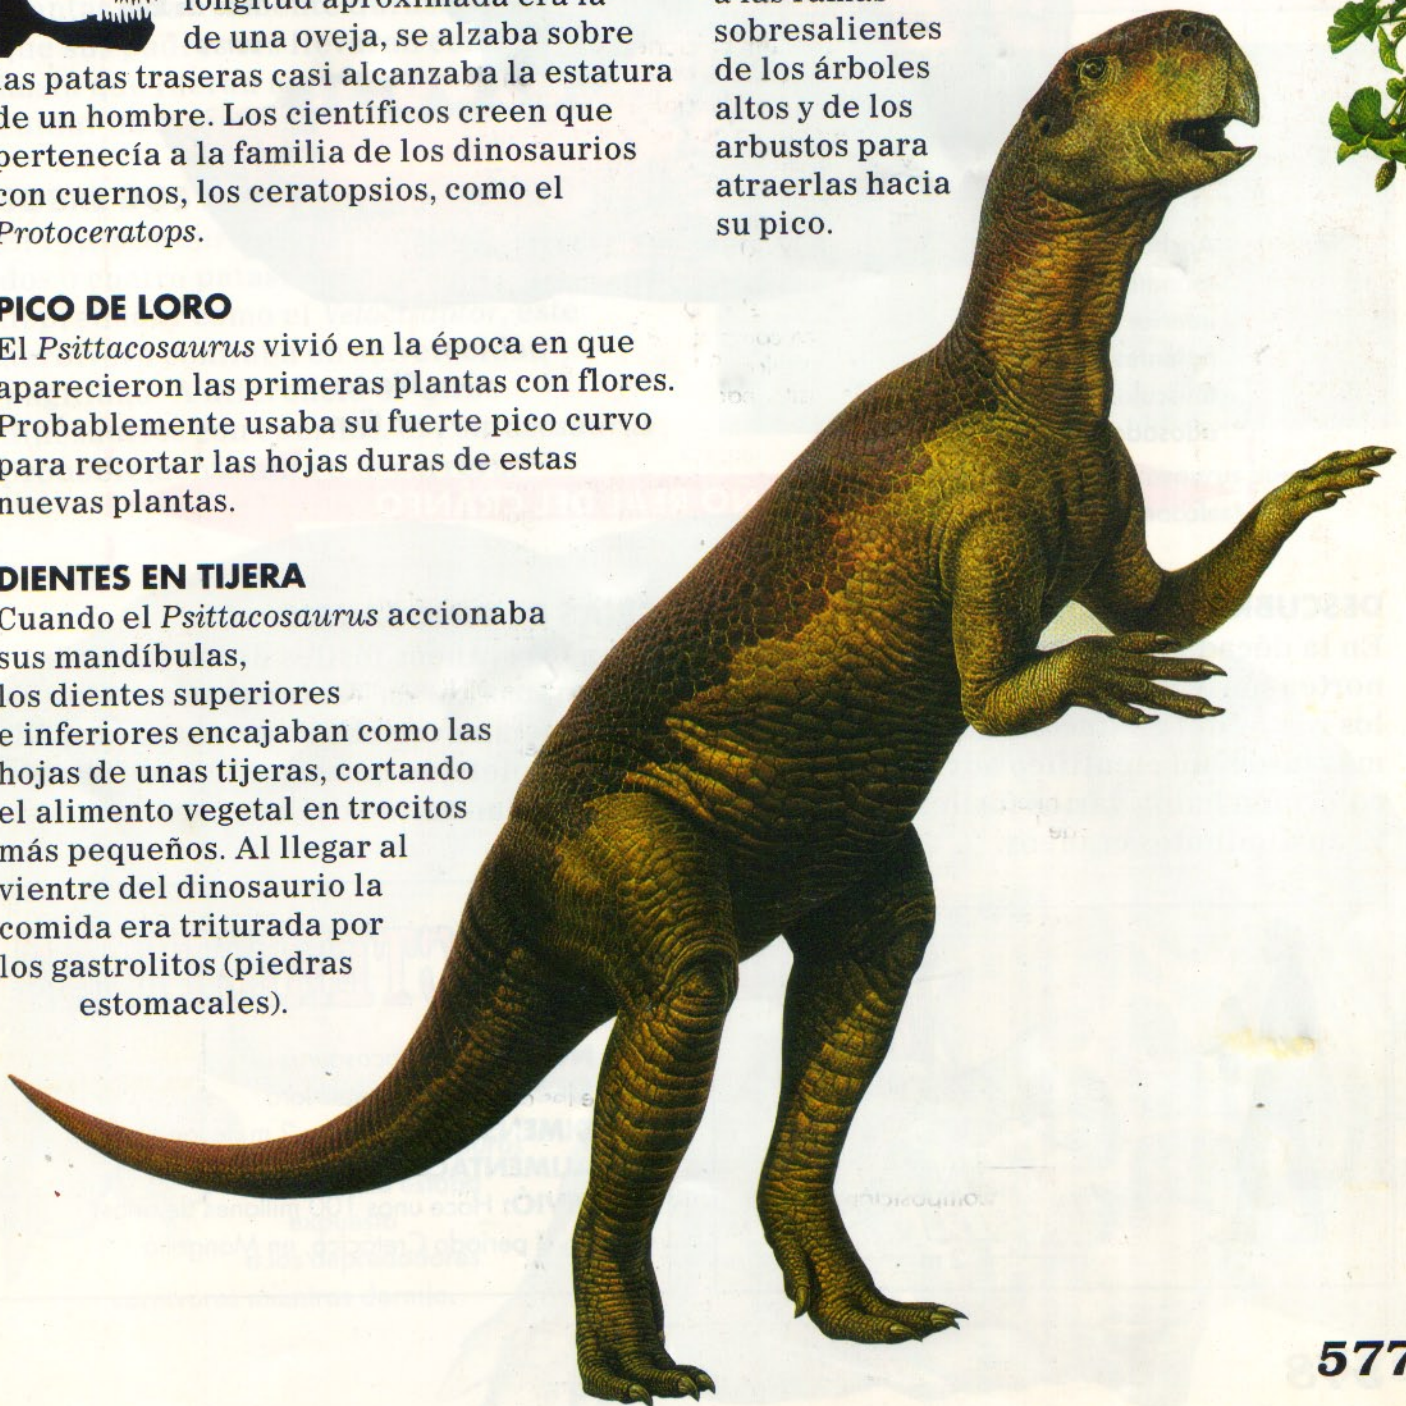 longitud aproximada era la
de una oveja, se alzaba sobre
las patas traseras casi alcanzaba la estatura
de un hombre. Los científicos creen que
pertenecía a la familia de los dinosaurios
con cuernos, los ceratopsios, como el
Protoceratops.
a las ramas
sobresalientes
de los árboles
altos y de los
arbustos para
atraerlas hacia
su pico.
PICO DE LORO
El Psittacosaurus vivió en la época en que
aparecieron las primeras plantas con flores.
Probablemente usaba su fuerte pico curvo
para recortar las hojas duras de estas
nuevas plantas.
DIENTES EN TIJERA
Cuando el Psittacosaurus accionaba
sus mandíbulas,
los dientes superiores
e inferiores encajaban como las
hojas de unas tijeras, cortando
el alimento vegetal en trocitos
más pequeños. Al llegar al
vientre del dinosaurio la
comida era triturada por
los gastrolitos (piedras
estomacales).
577